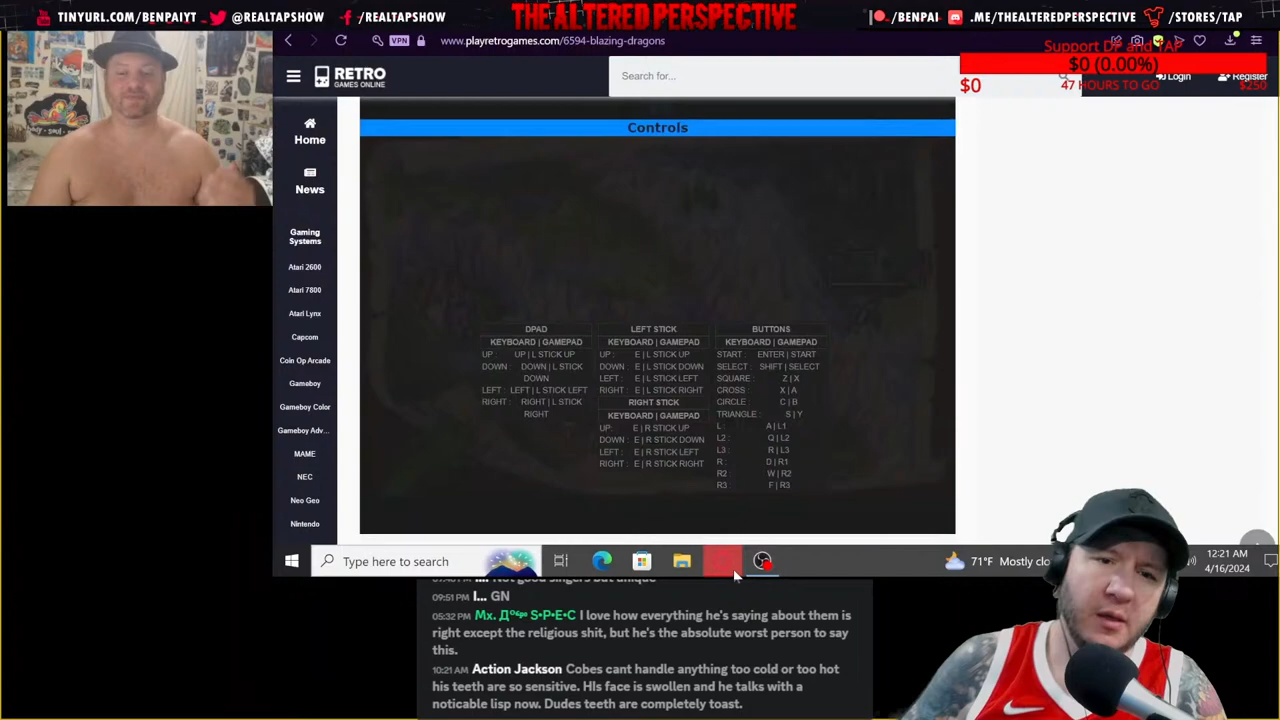 TINYURL.COM/BENPAIYT @REALTAPSHOW /REALTAPSHOW
THE ALTERED PERSPECTIVE
/BENPAI .ME/THEALTEREDPERSPECTIVE /STORES/TAP
VPN www.playretrogames.com/6594-blazing-dragons
Support DP and TAP
$0 (0.00%)
$0 47 HOURS TO GO $250
RETRO
GAMES ONLINE
Search for...
Login Register
Home
News
Gaming
Systems
Atari 2600
Atari 7800
Atari Lynx
Capcom
Coin Op Arcade
Gameboy
Gameboy Color
Gameboy Adv...
MAME
NEC
Neo Geo
Nintendo
Controls
DPAD
KEYBOARD | GAMEPAD
UP : UP | L STICK UP
DOWN : DOWN | L STICK
DOWN
LEFT : LEFT | L STICK LEFT
RIGHT : RIGHT | L STICK
RIGHT
LEFT STICK
KEYBOARD | GAMEPAD
UP : E | L STICK UP
DOWN : E | L STICK DOWN
LEFT : E | L STICK LEFT
RIGHT : E | L STICK RIGHT
RIGHT STICK
KEYBOARD | GAMEPAD
UP: E | R STICK UP
DOWN : E | R STICK DOWN
LEFT : E | R STICK LEFT
RIGHT : E | R STICK RIGHT
BUTTONS
KEYBOARD | GAMEPAD
START : ENTER | START
SELECT : SHIFT | SELECT
SQUARE : Z | X
CROSS : X | A
CIRCLE : C | B
TRIANGLE : S | Y
L : A | L1
L2 : Q | L2
L3 : R | L3
R : D | R1
R2 : W | R2
R3 : F | R3
Type here to search
71°F Mostly clo
12:21 AM
4/16/2024
Not good singers but unique
09:51 PM I... GN
05:32 PM Mx. S•P•E•C I love how everything he's saying about them is
right except the religious shit, but he's the absolute worst person to say
this.
10:21 AM Action Jackson Cobes cant handle anything too cold or too hot
his teeth are so sensitive. HIs face is swollen and he talks with a
noticable lisp now. Dudes teeth are completely toast.